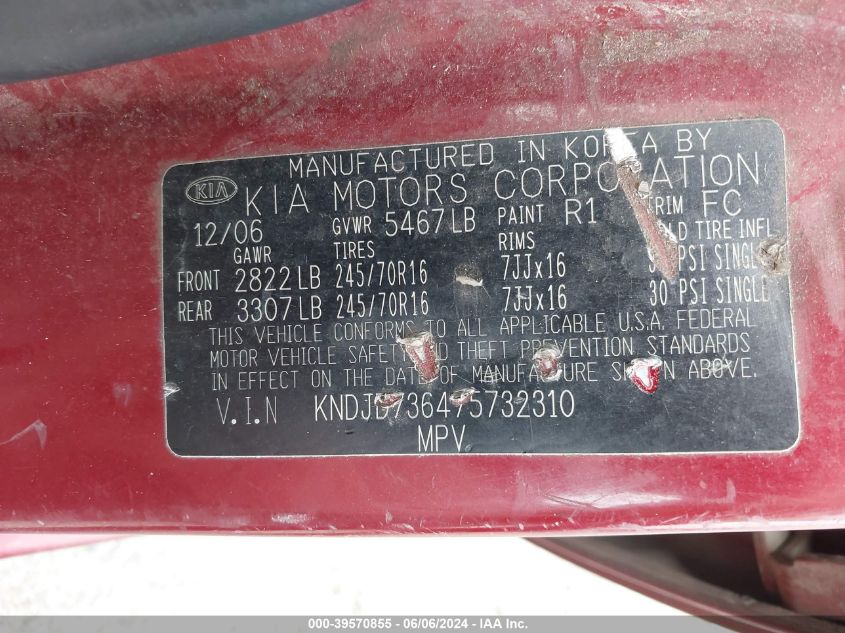 MANUFACTURED IN KOREA BY
KIA KIA MOTORS CORPORATION
12/06 GVWR 5467LB PAINT R1 TRIM FC
GAWR TIRES RIMS TIRE INFL
FRONT 2822LB 245/70R16 7JJx16 PSI SINGLE
REAR 3307LB 245/70R16 7JJx16 30 PSI SINGLE
THIS VEHICLE CONFORMS TO ALL APPLICABLE U.S.A. FEDERAL
MOTOR VEHICLE SAFETY AND THEFT PREVENTION STANDARDS
IN EFFECT ON THE DATE OF MANUFACTURE SHOWN ABOVE.
V.I.N KNDJD736475732310
MPV
000-39570855 - 06/06/2024 - IAA Inc.